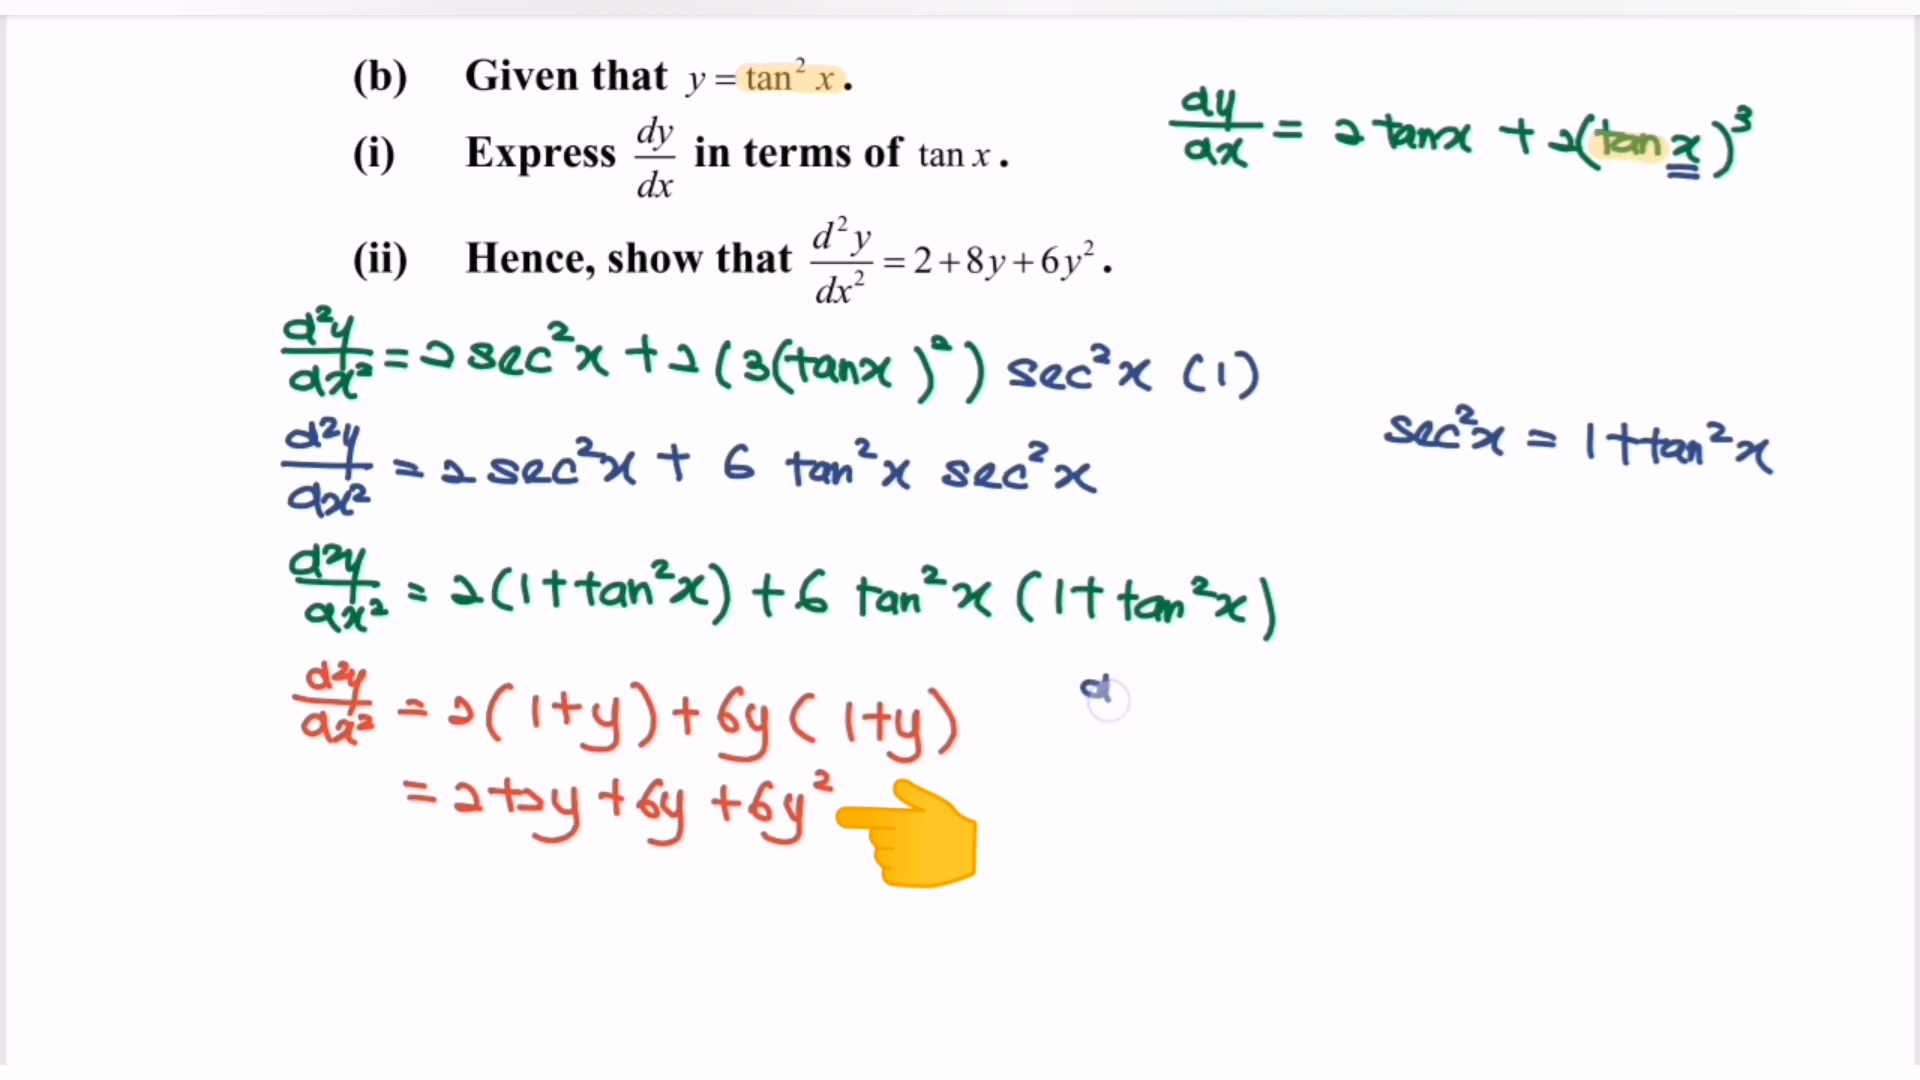 (b) Given that y = tan² x.
dy/dx = 2 tanx + 2(tan x)³
(i) Express dy/dx in terms of tan x.
(ii) Hence, show that d²y/dx² = 2+8y+6y².
d²y/dx² = 2 sec²x + 2 (3(tanx)²) sec²x (1)
sec²x = 1+tan²x
d²y/dx² = 2 sec²x + 6 tan²x sec²x
d²y/dx² = 2(1+tan²x) + 6 tan²x (1+tan²x)
d²y/dx² = 2(1+y)+6y(1+y)
d
= 2+2y+6y+6y²